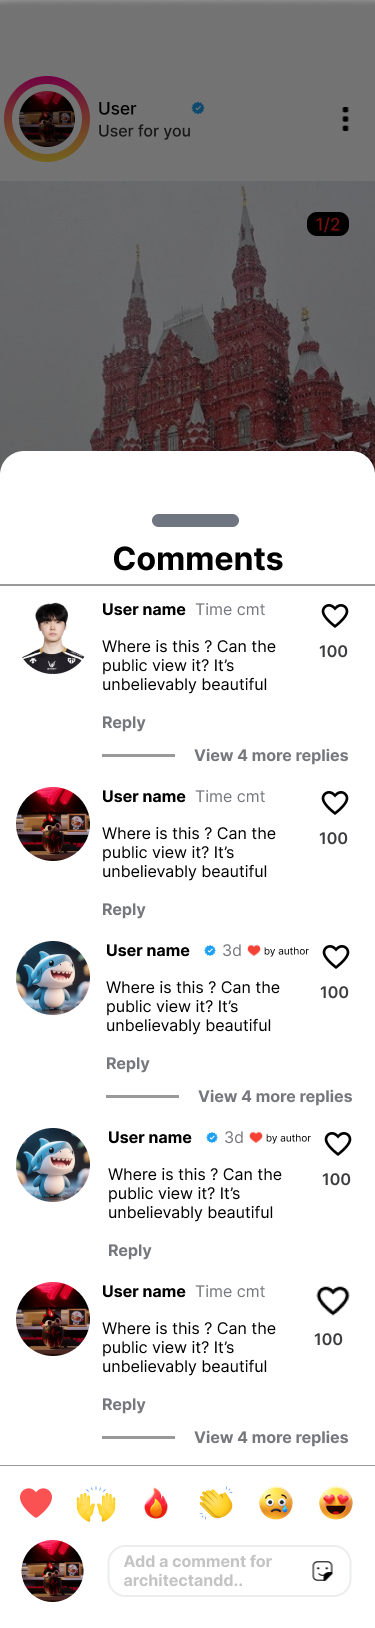 User
User for you
1/2
Comments
User name Time cmt
Where is this ? Can the
public view it? It’s
unbelievably beautiful
100
Reply
View 4 more replies
User name Time cmt
Where is this ? Can the
public view it? It’s
unbelievably beautiful
100
Reply
User name 3d by author
Where is this ? Can the
public view it? It’s
unbelievably beautiful
100
Reply
View 4 more replies
User name 3d by author
Where is this ? Can the
public view it? It’s
unbelievably beautiful
100
Reply
User name Time cmt
Where is this ? Can the
public view it? It’s
unbelievably beautiful
100
Reply
View 4 more replies
Add a comment for
architectandd..